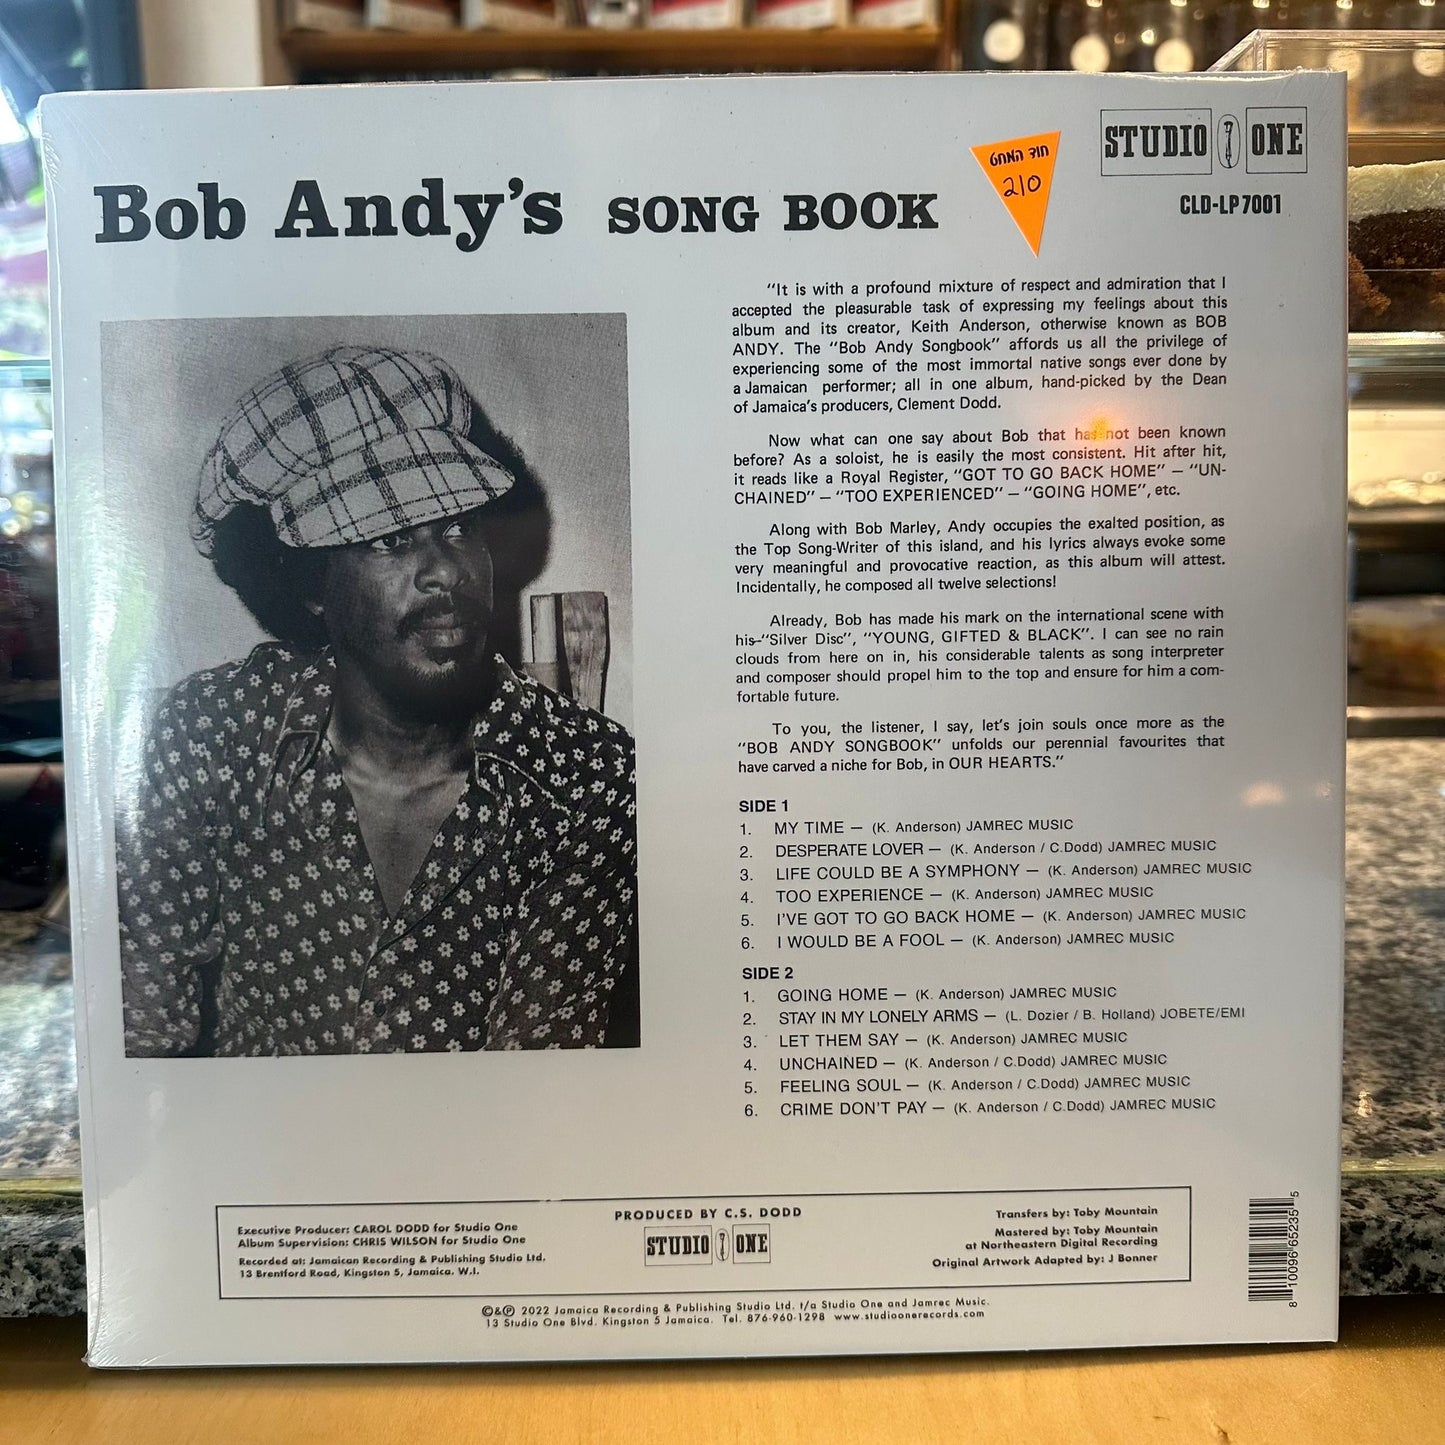 STUDIO ONE
CLD-LP 7001
חוד המחט
210
Bob Andy's SONG BOOK
"It is with a profound mixture of respect and admiration that I
accepted the pleasurable task of expressing my feelings about this
album and its creator, Keith Anderson, otherwise known as BOB
ANDY. The "Bob Andy Songbook" affords us all the privilege of
experiencing some of the most immortal native songs ever done by
a Jamaican performer; all in one album, hand-picked by the Dean
of Jamaica's producers, Clement Dodd.
Now what can one say about Bob that has not been known
before? As a soloist, he is easily the most consistent. Hit after hit,
it reads like a Royal Register, "GOT TO GO BACK HOME" — "UN-
CHAINED" — "TOO EXPERIENCED" — "GOING HOME", etc.
Along with Bob Marley, Andy occupies the exalted position, as
the Top Song-Writer of this island, and his lyrics always evoke some
very meaningful and provocative reaction, as this album will attest.
Incidentally, he composed all twelve selections!
Already, Bob has made his mark on the international scene with
his-"Silver Disc", "YOUNG, GIFTED & BLACK". I can see no rain
clouds from here on in, his considerable talents as song interpreter
and composer should propel him to the top and ensure for him a com-
fortable future.
To you, the listener, I say, let's join souls once more as the
"BOB ANDY SONGBOOK" unfolds our perennial favourites that
have carved a niche for Bob, in OUR HEARTS."
SIDE 1
1. MY TIME — (K. Anderson) JAMREC MUSIC
2. DESPERATE LOVER — (K. Anderson / C.Dodd) JAMREC MUSIC
3. LIFE COULD BE A SYMPHONY — (K. Anderson) JAMREC MUSIC
4. TOO EXPERIENCE — (K. Anderson) JAMREC MUSIC
5. I'VE GOT TO GO BACK HOME — (K. Anderson) JAMREC MUSIC
6. I WOULD BE A FOOL — (K. Anderson) JAMREC MUSIC
SIDE 2
1. GOING HOME — (K. Anderson) JAMREC MUSIC
2. STAY IN MY LONELY ARMS — (L. Dozier / B. Holland) JOBETE/EMI
3. LET THEM SAY — (K. Anderson) JAMREC MUSIC
4. UNCHAINED — (K. Anderson / C.Dodd) JAMREC MUSIC
5. FEELING SOUL — (K. Anderson / C.Dodd) JAMREC MUSIC
6. CRIME DON'T PAY — (K. Anderson / C.Dodd) JAMREC MUSIC
Executive Producer: CAROL DODD for Studio One
Album Supervision: CHRIS WILSON for Studio One
Recorded at: Jamaican Recording & Publishing Studio Ltd.
13 Brentford Road, Kingston 5, Jamaica. W.I.
PRODUCED BY C.S. DODD
STUDIO ONE
Transfers by: Toby Mountain
Mastered by: Toby Mountain
at Northeastern Digital Recording
Original Artwork Adapted by: J Bonner
©&℗ 2022 Jamaica Recording & Publishing Studio Ltd. t/a Studio One and Jamrec Music.
13 Studio One Blvd. Kingston 5 Jamaica. Tel. 876-960-1298 www.studioonerecords.com
8 10096 65235 5